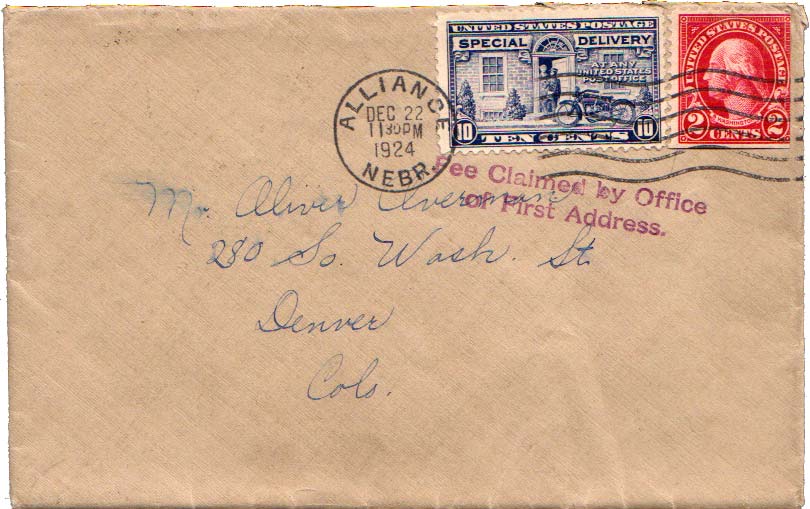 UNITED STATES POSTAGE
SPECIAL DELIVERY
AT ANY
UNITED STATES
POST OFFICE
10 TEN CENTS 10
UNITED STATES POSTAGE
WASHINGTON
2 CENTS 2
ALLIANCE
DEC 22
11 30 PM
1924
NEBR.
Fee Claimed by Office
of First Address.
Mr. Oliver Overman
280 So. Wash. St.
Denver
Colo.